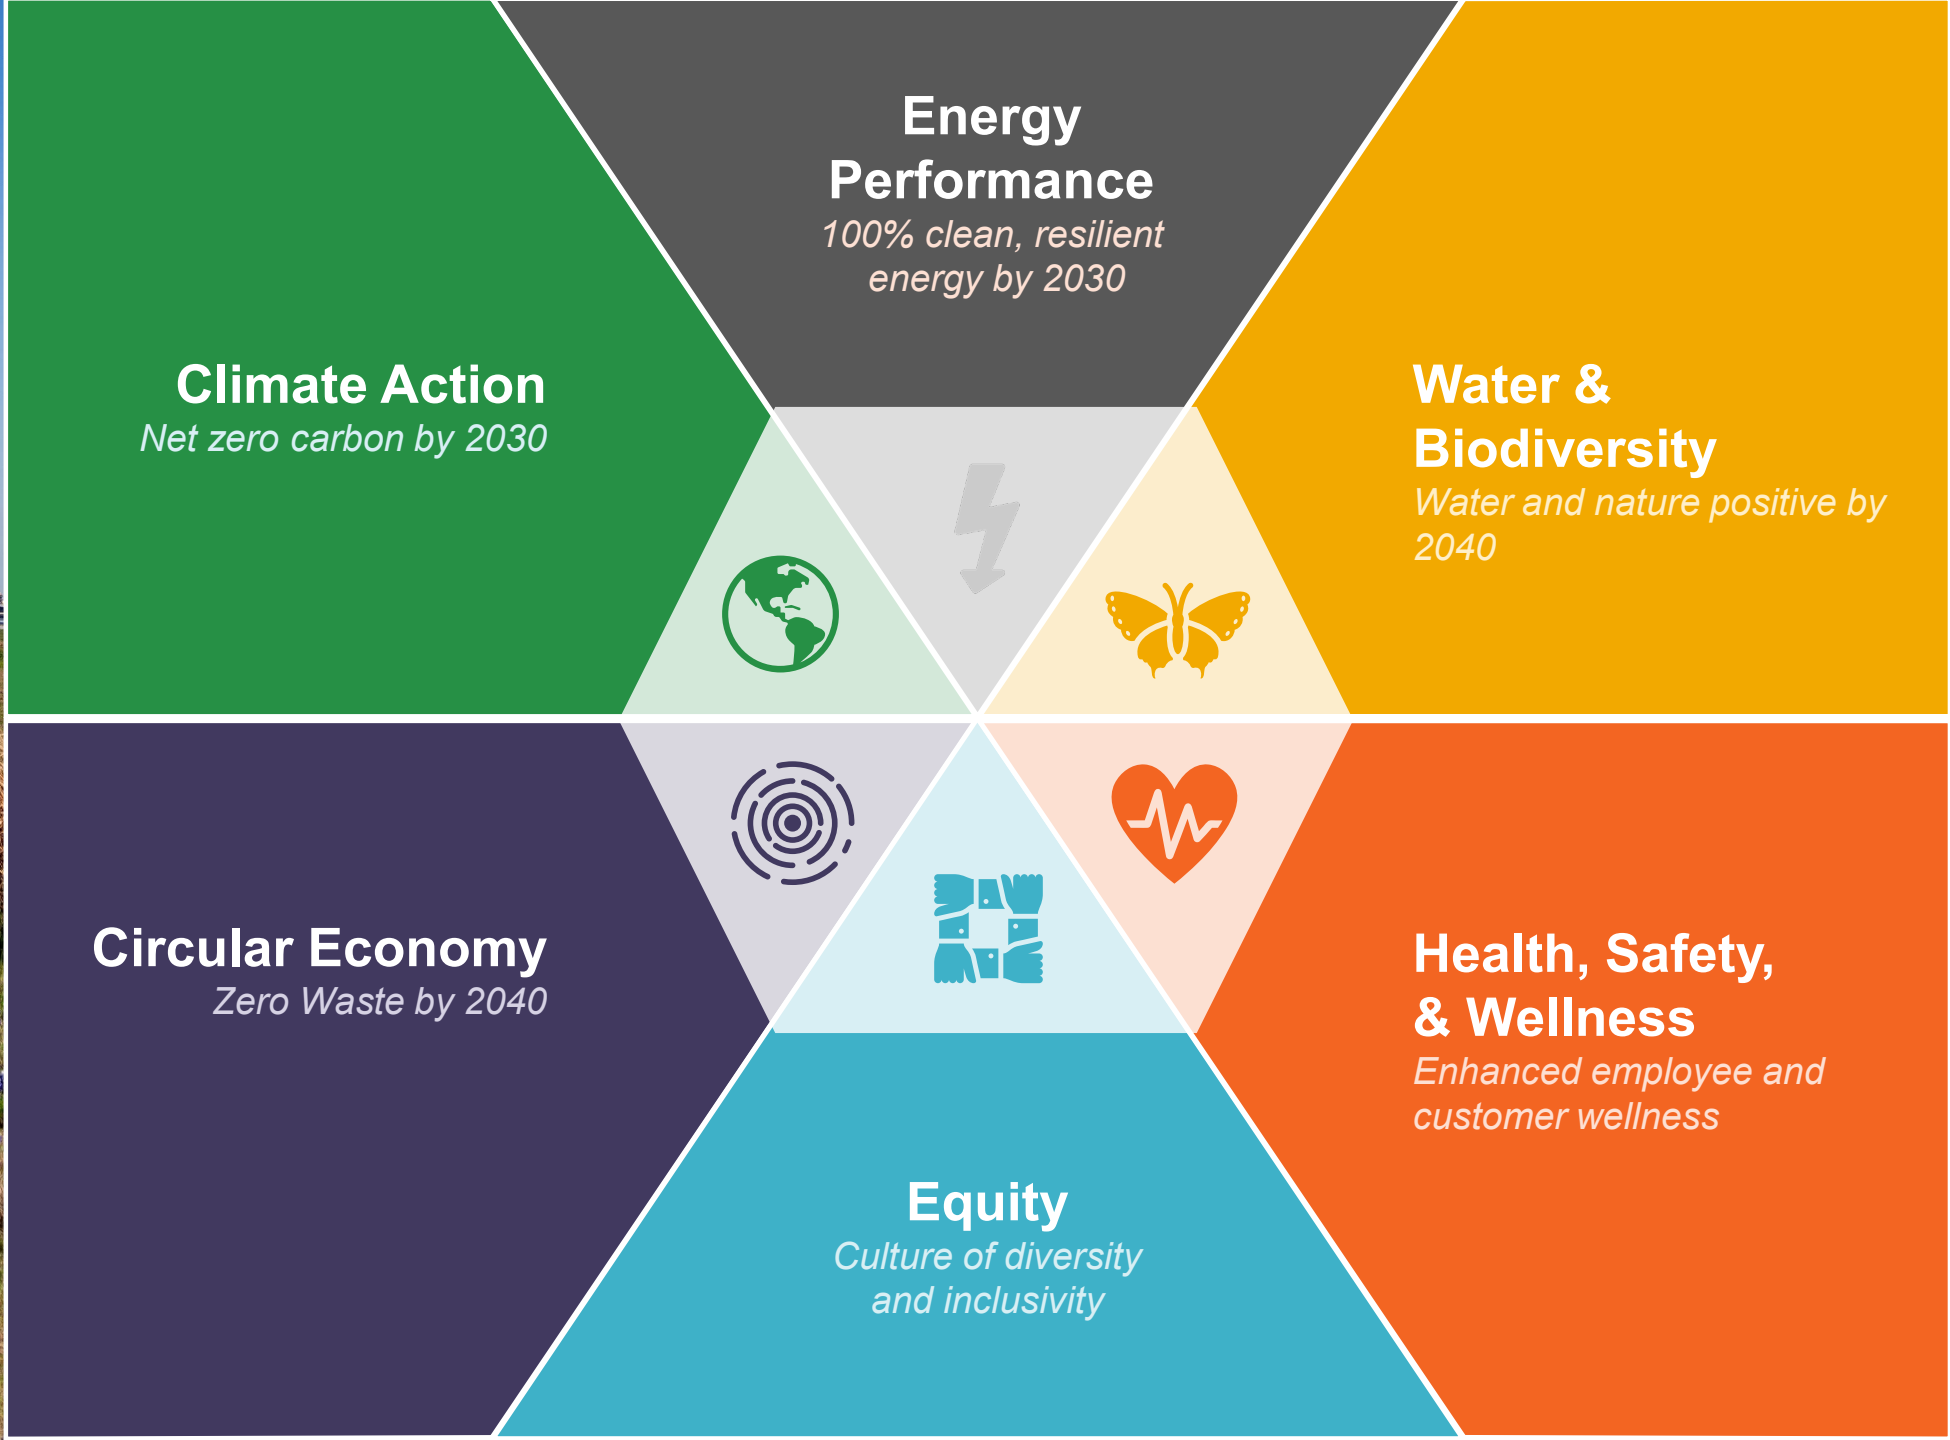 Energy
Performance
100% clean, resilient
energy by 2030
Climate Action
Net zero carbon by 2030
Water &
Biodiversity
Water and nature positive by
2040
Circular Economy
Zero Waste by 2040
Health, Safety,
& Wellness
Enhanced employee and
customer wellness
Equity
Culture of diversity
and inclusivity